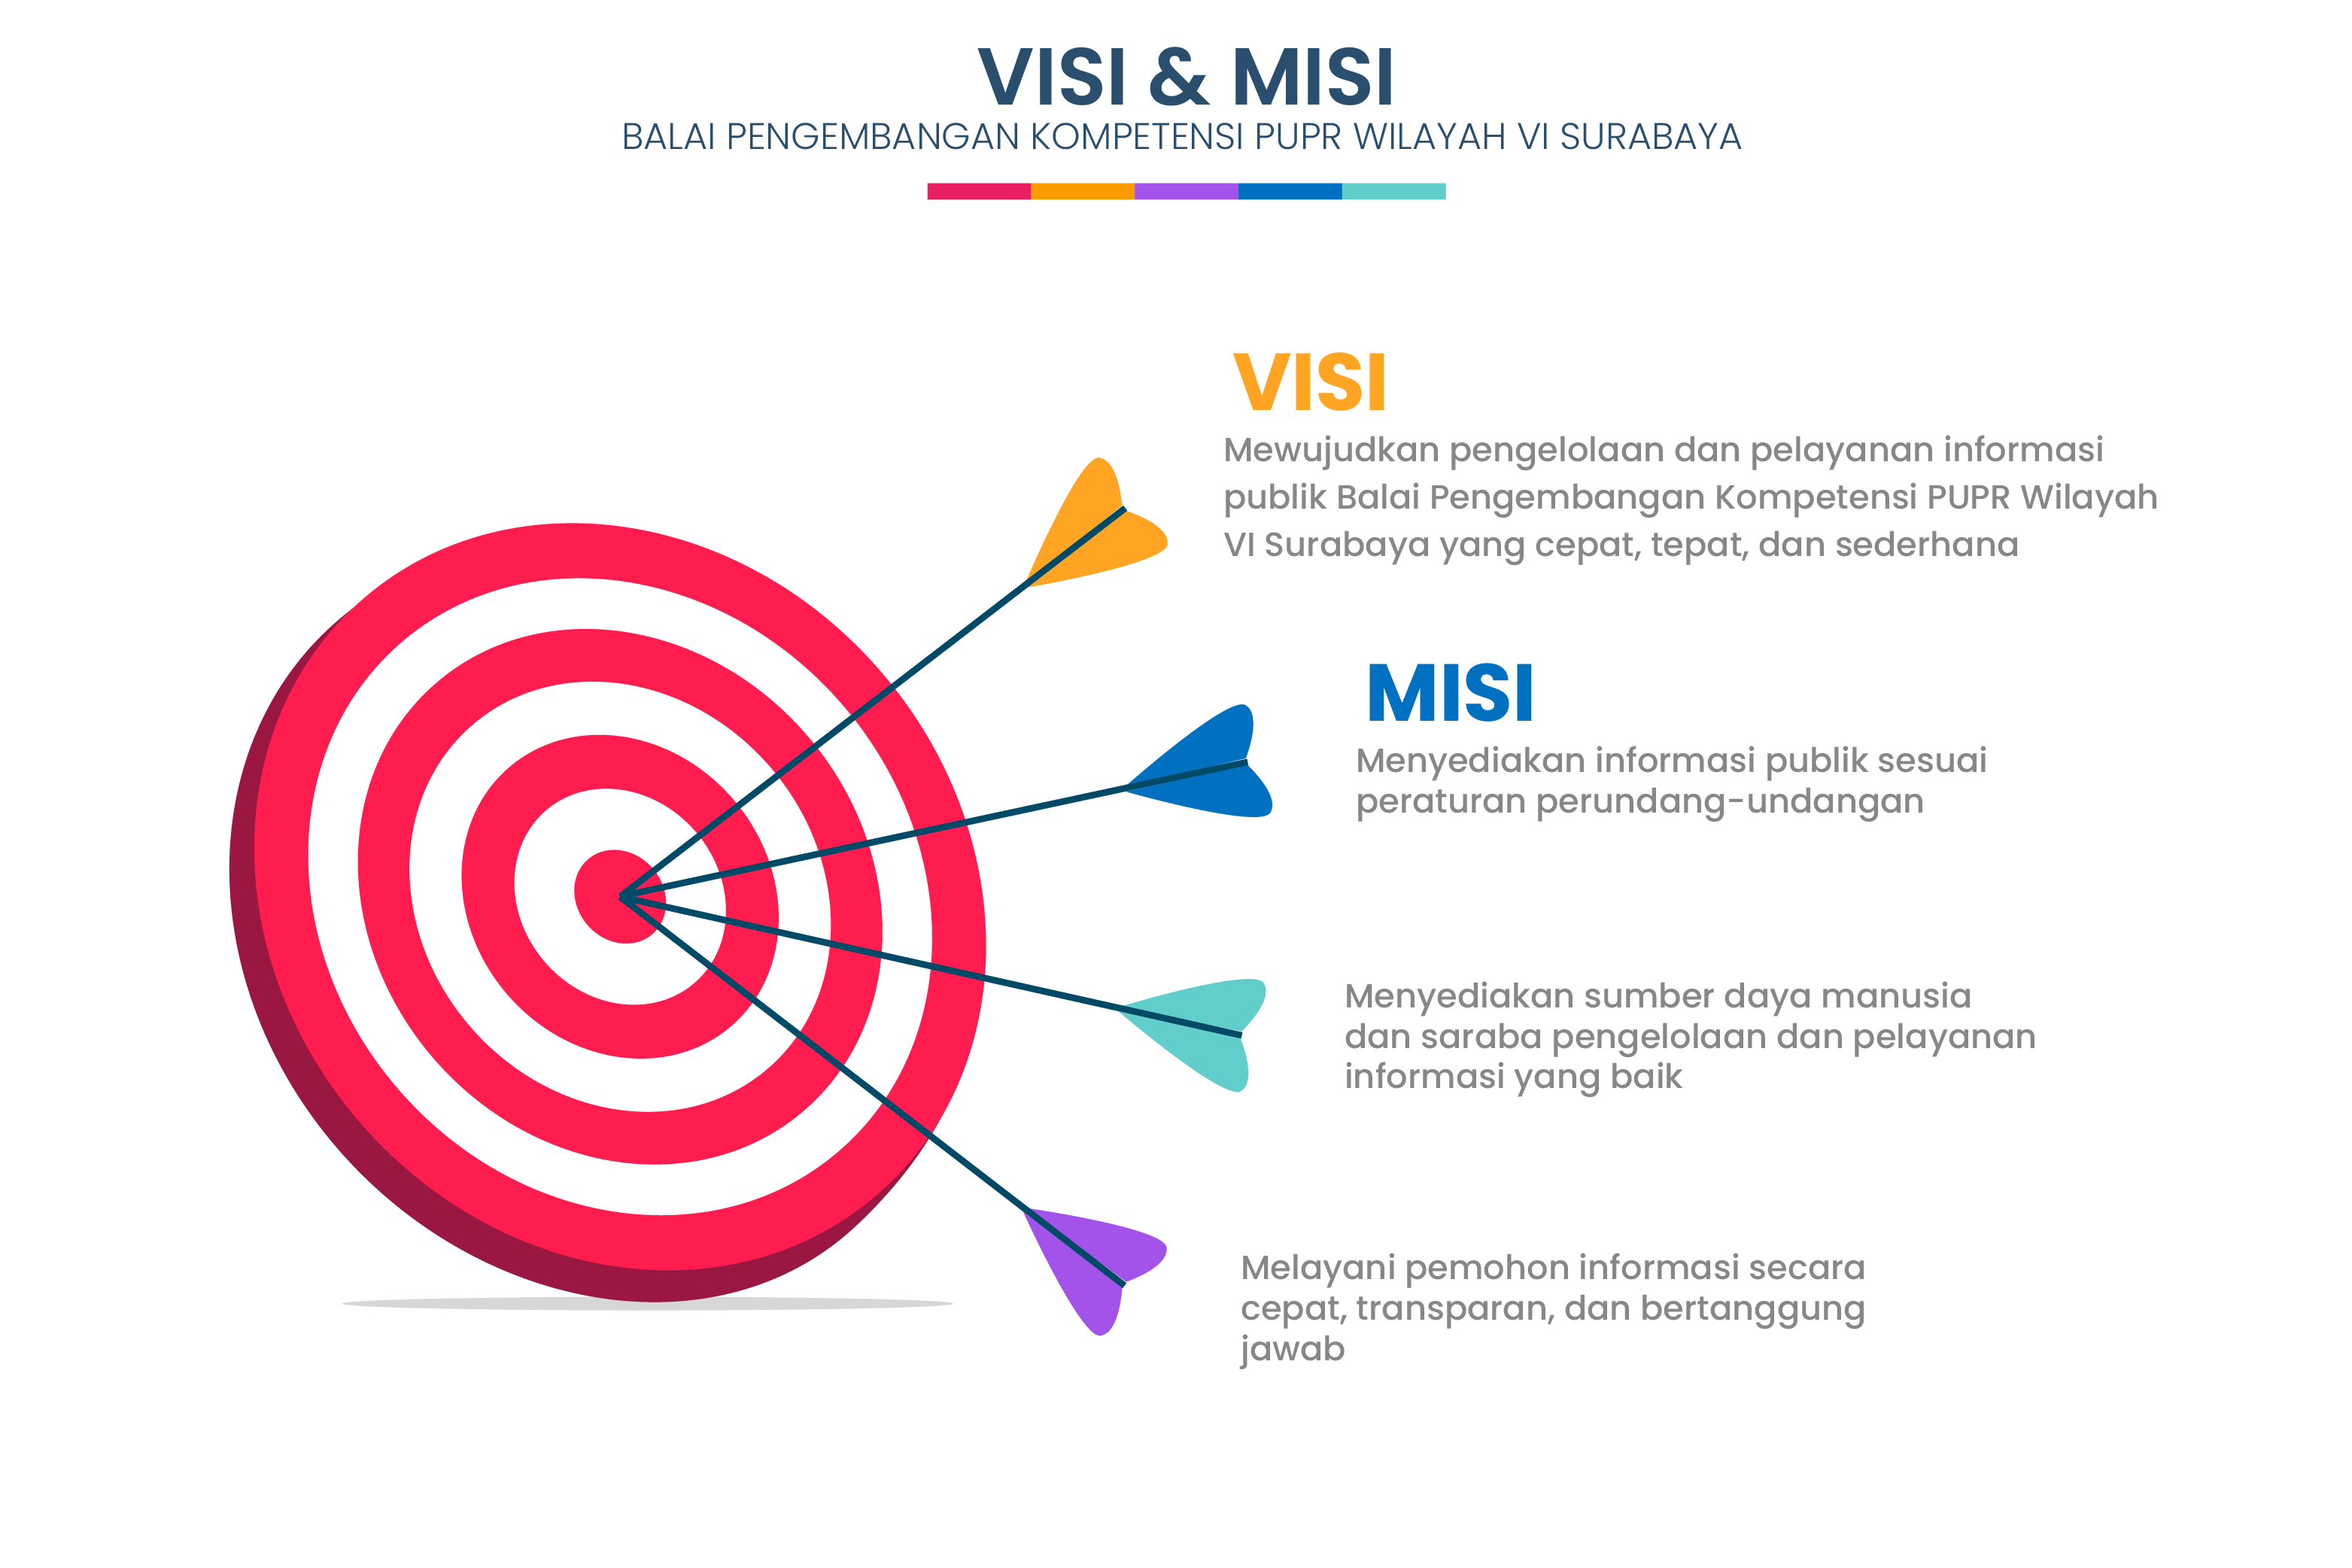 VISI & MISI
BALAI PENGEMBANGAN KOMPETENSI PUPR WILAYAH VI SURABAYA
VISI
Mewujudkan pengelolaan dan pelayanan informasi
publik Balai Pengembangan Kompetensi PUPR Wilayah
VI Surabaya yang cepat, tepat, dan sederhana
MISI
Menyediakan informasi publik sesuai
peraturan perundang-undangan
Menyediakan sumber daya manusia
dan saraba pengelolaan dan pelayanan
informasi yang baik
Melayani pemohon informasi secara
cepat, transparan, dan bertanggung
jawab